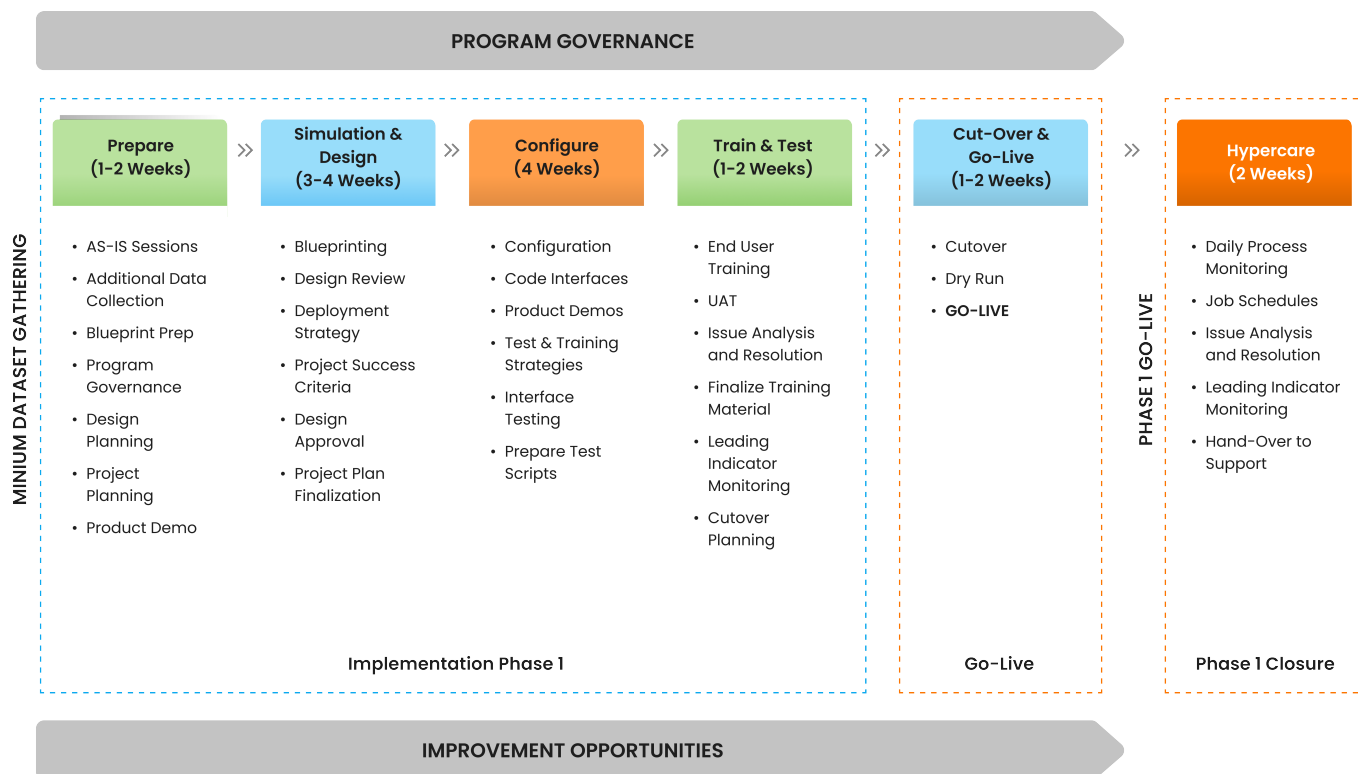 PROGRAM GOVERNANCE
MINIUM DATASET GATHERING
Prepare
(1-2 Weeks)
• AS-IS Sessions
• Additional Data
Collection
• Blueprint Prep
• Program
Governance
• Design
Planning
• Project
Planning
• Product Demo
Simulation &
Design
(3-4 Weeks)
• Blueprinting
• Design Review
• Deployment
Strategy
• Project Success
Criteria
• Design
Approval
• Project Plan
Finalization
Configure
(4 Weeks)
• Configuration
• Code Interfaces
• Product Demos
• Test & Training
Strategies
• Interface
Testing
• Prepare Test
Scripts
Train & Test
(1-2 Weeks)
• End User
Training
• UAT
• Issue Analysis
and Resolution
• Finalize Training
Material
• Leading
Indicator
Monitoring
• Cutover
Planning
Implementation Phase 1
Cut-Over &
Go-Live
(1-2 Weeks)
• Cutover
• Dry Run
• GO-LIVE
Go-Live
PHASE 1 GO-LIVE
Hypercare
(2 Weeks)
• Daily Process
Monitoring
• Job Schedules
• Issue Analysis
and Resolution
• Leading Indicator
Monitoring
• Hand-Over to
Support
Phase 1 Closure
IMPROVEMENT OPPORTUNITIES